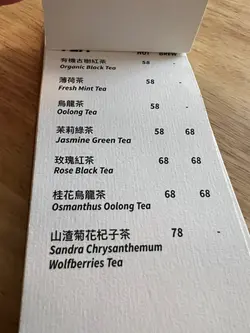 HOT BREW
有機古樹紅茶 58 -
Organic Black Tea
薄荷茶 58 -
Fresh Mint Tea
烏龍茶 58 -
Oolong Tea
茉莉綠茶 58 68
Jasmine Green Tea
玫瑰紅茶 68 68
Rose Black Tea
桂花烏龍茶 68 68
Osmanthus Oolong Tea
山渣菊花杞子茶 78 -
Sandra Chrysanthemum
Wolfberries Tea